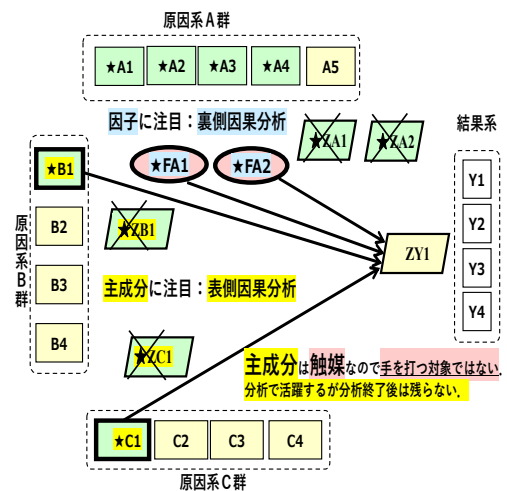 原因系A群
★A1 ★A2 ★A3 ★A4 A5
因子に注目：裏側因果分析
★ZA1 ★ZA2
結果系
★B1
★FA1 ★FA2
Y1
B2
★ZB1
Y2
原因系B群
ZY1
B3
主成分に注目：表側因果分析
Y3
Y4
B4
★ZC1
主成分は触媒なので手を打つ対象ではない．
分析で活躍するが分析終了後は残らない．
★C1 C2 C3 C4
原因系C群